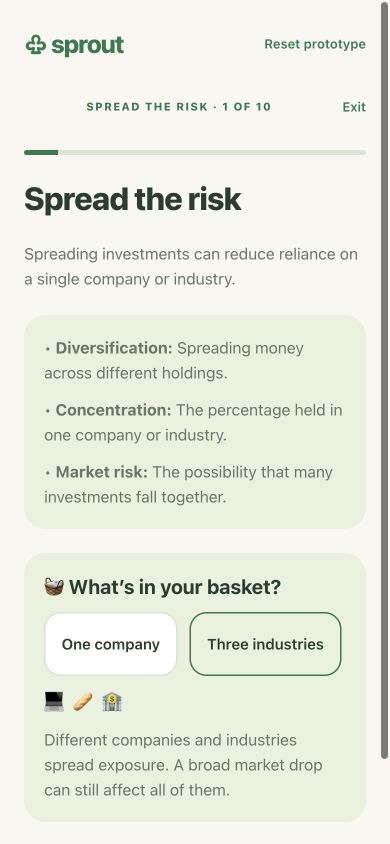 sprout
Reset prototype
SPREAD THE RISK · 1 OF 10
Exit
Spread the risk
Spreading investments can reduce reliance on
a single company or industry.
• Diversification: Spreading money
across different holdings.
• Concentration: The percentage held in
one company or industry.
• Market risk: The possibility that many
investments fall together.
What's in your basket?
One company
Three industries
Different companies and industries
spread exposure. A broad market drop
can still affect all of them.